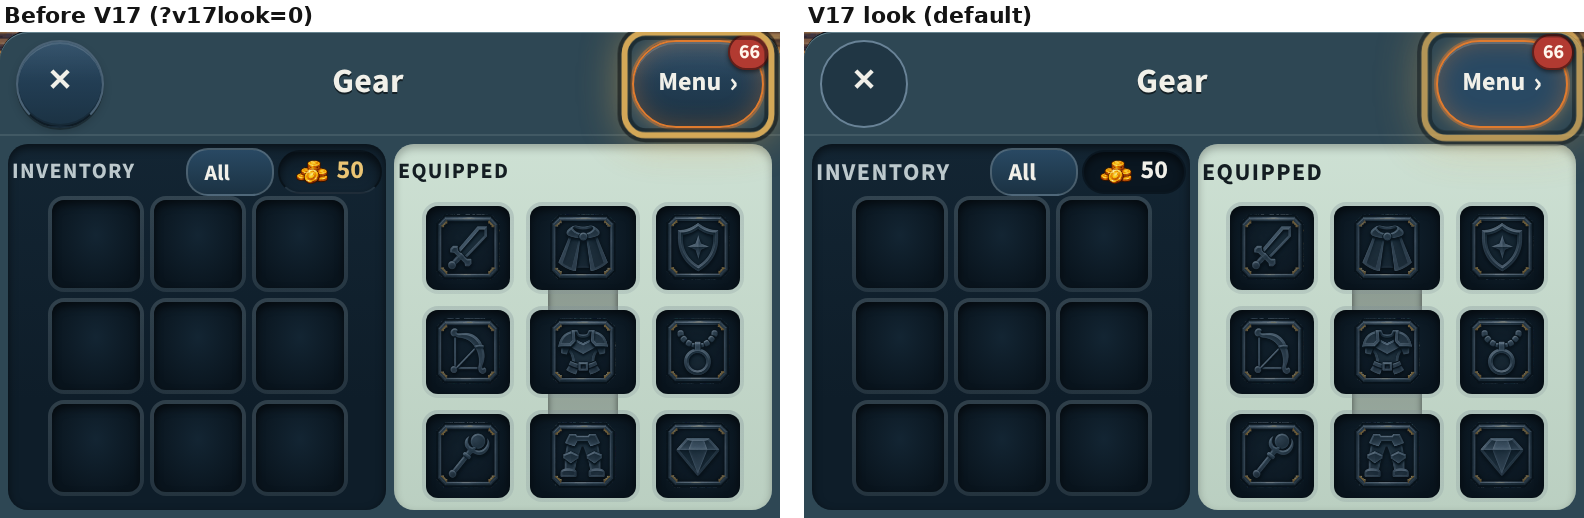 Before V17 (?v17look=0)
× Gear Menu › 66
INVENTORY All 50 EQUIPPED
V17 look (default)
× Gear Menu › 66
INVENTORY All 50 EQUIPPED